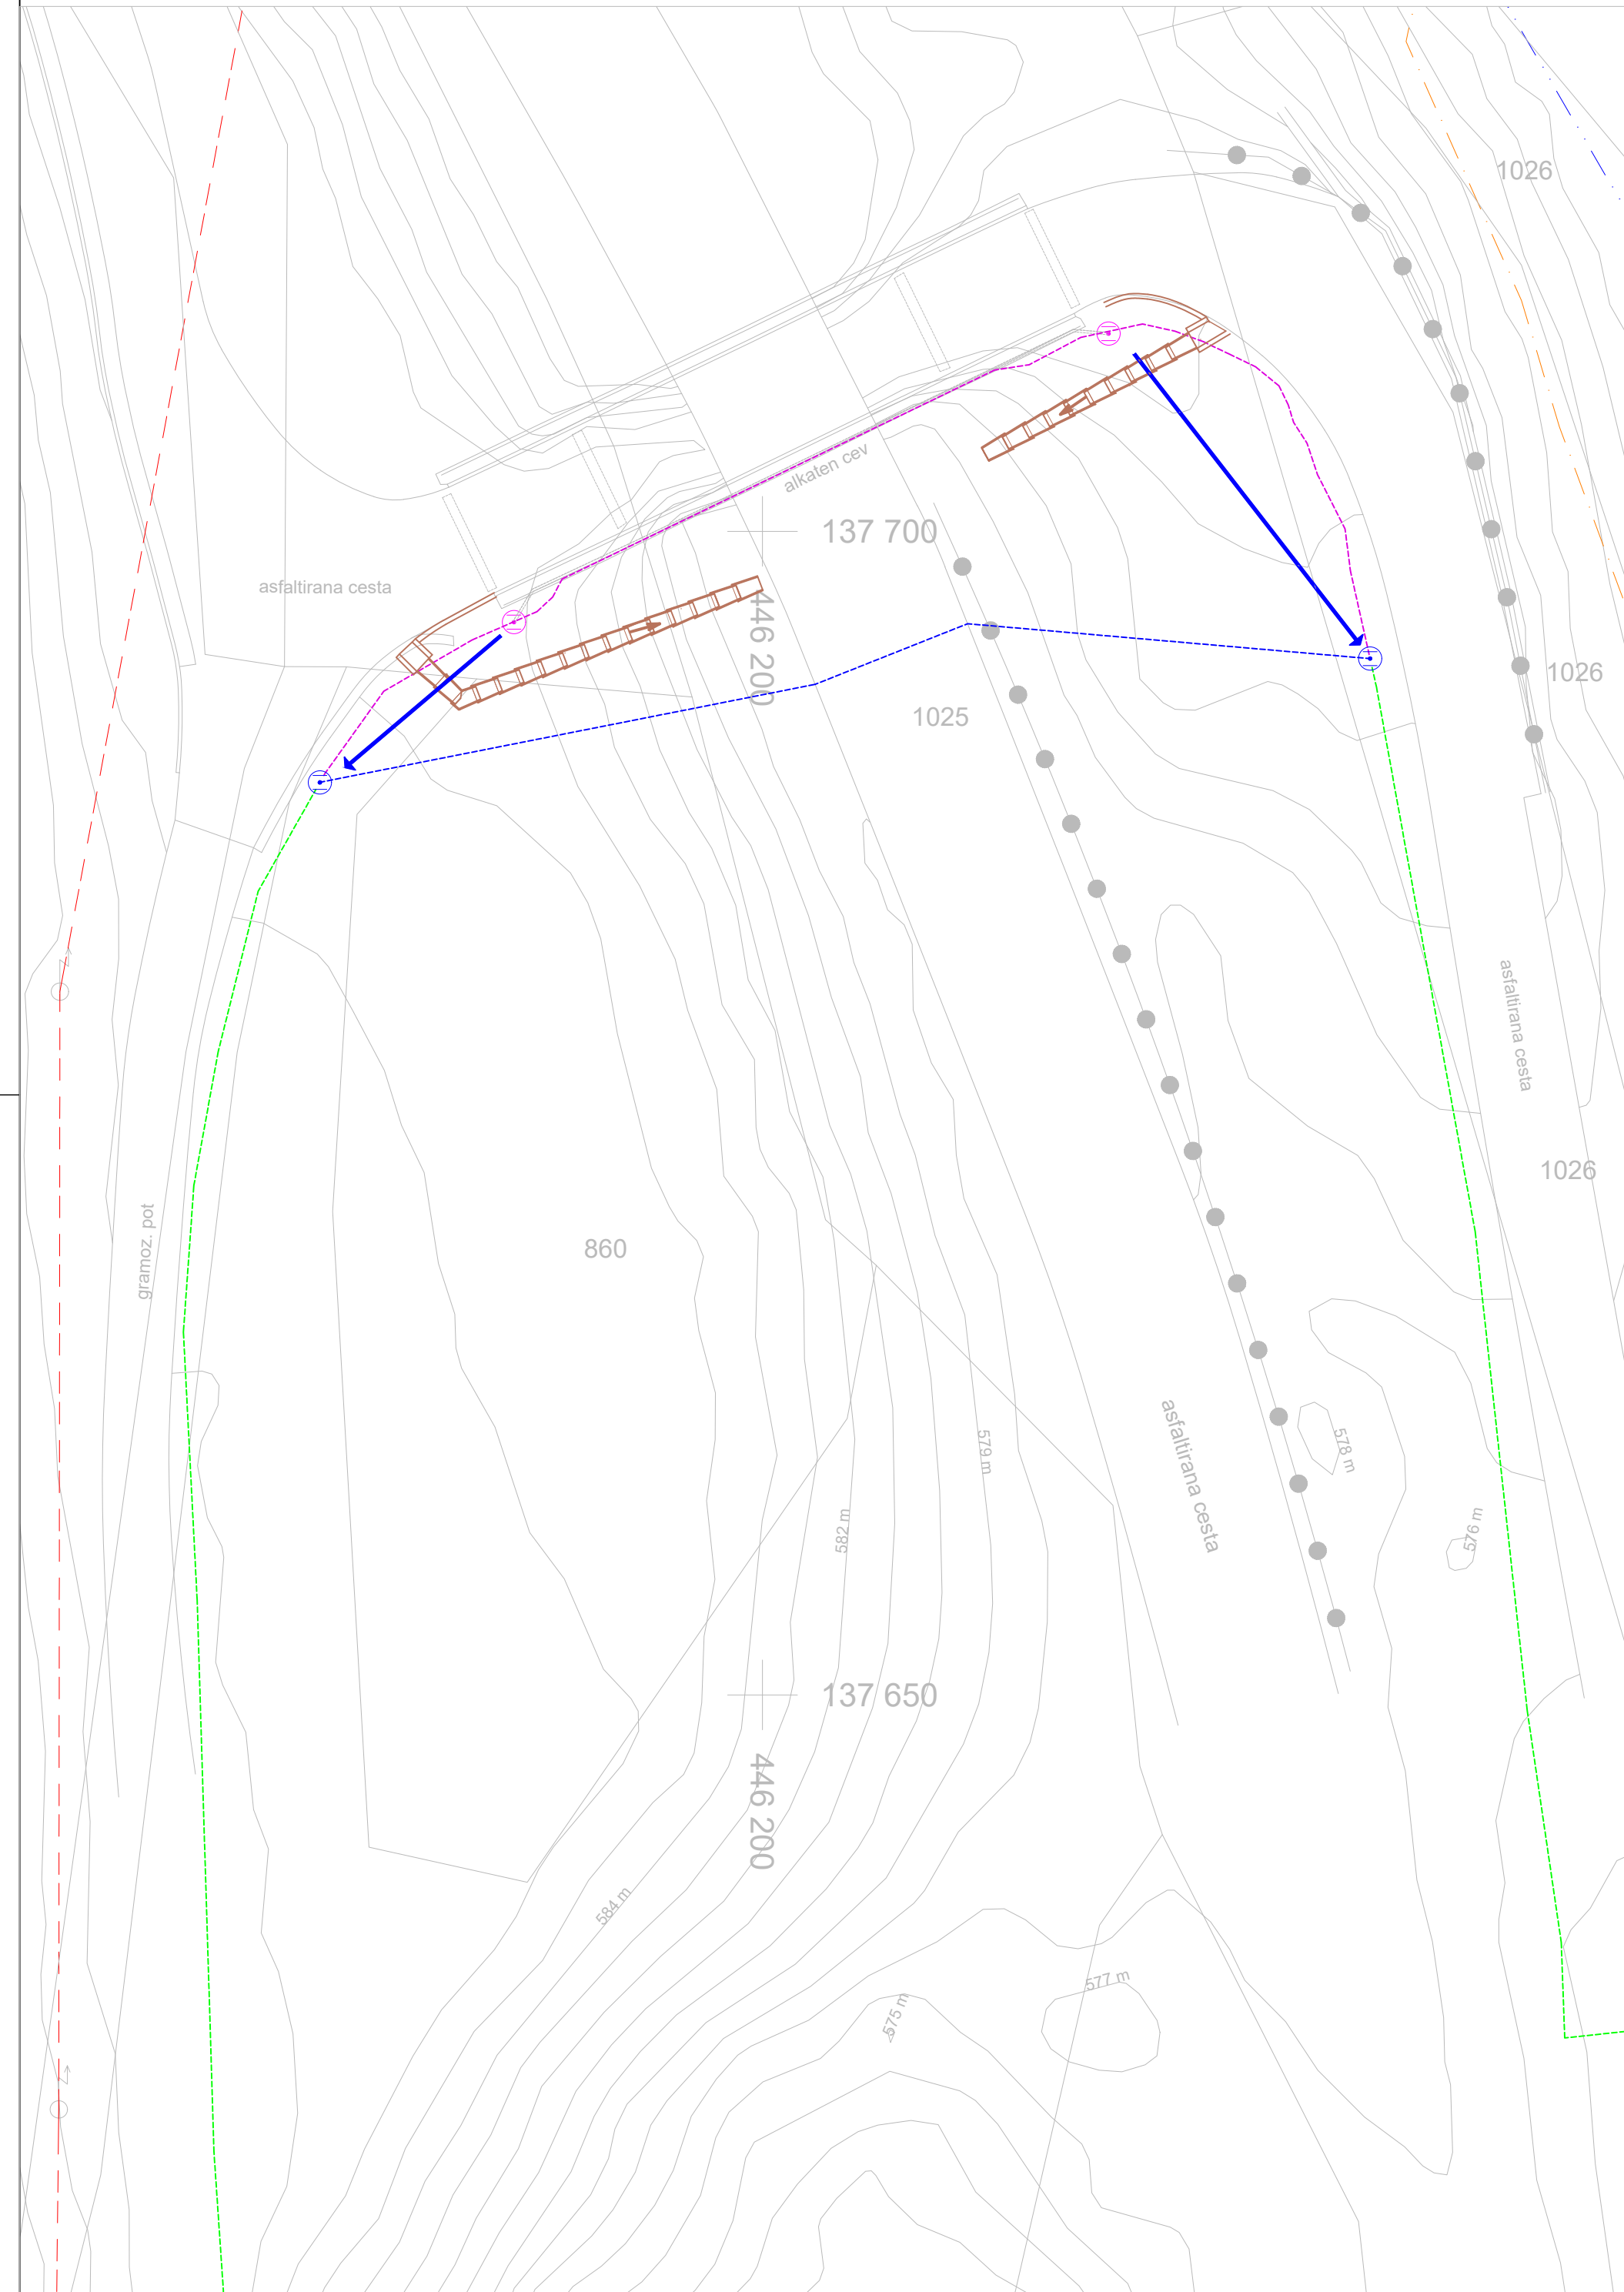 1026
alkaten cev
137 700
asfaltirana cesta
446 200
1026
1025
asfaltirana cesta
1026
gramoz. pot
860
asfaltirana cesta
579 m
578 m
582 m
576 m
137 650
446 200
584 m
577 m
575 m